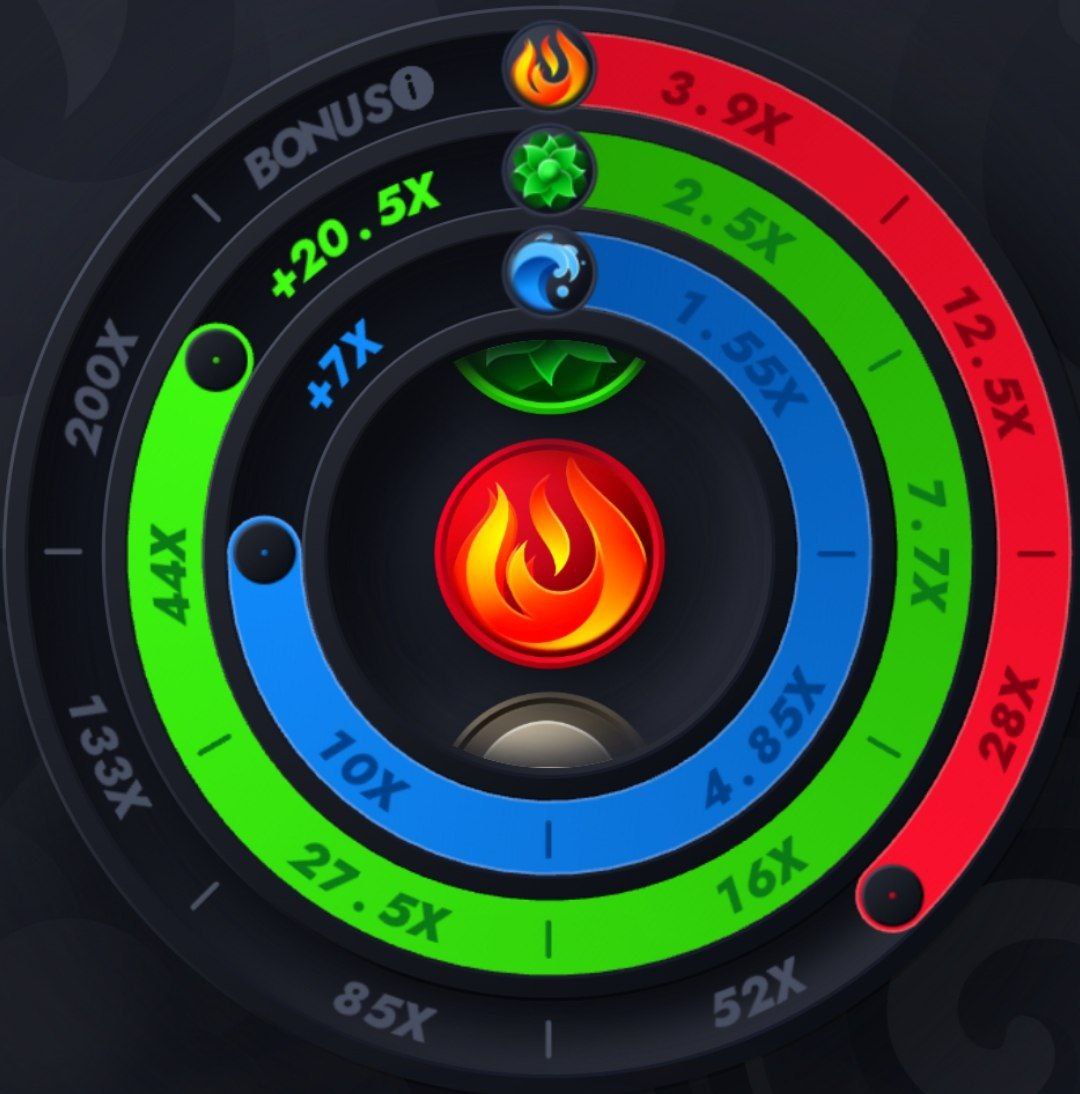 BONUS i
3.9X
12.5X
28X
52X
85X
133X
200X
+20.5X
2.5X
7.7X
16X
27.5X
44X
+7X
1.55X
4.85X
10X